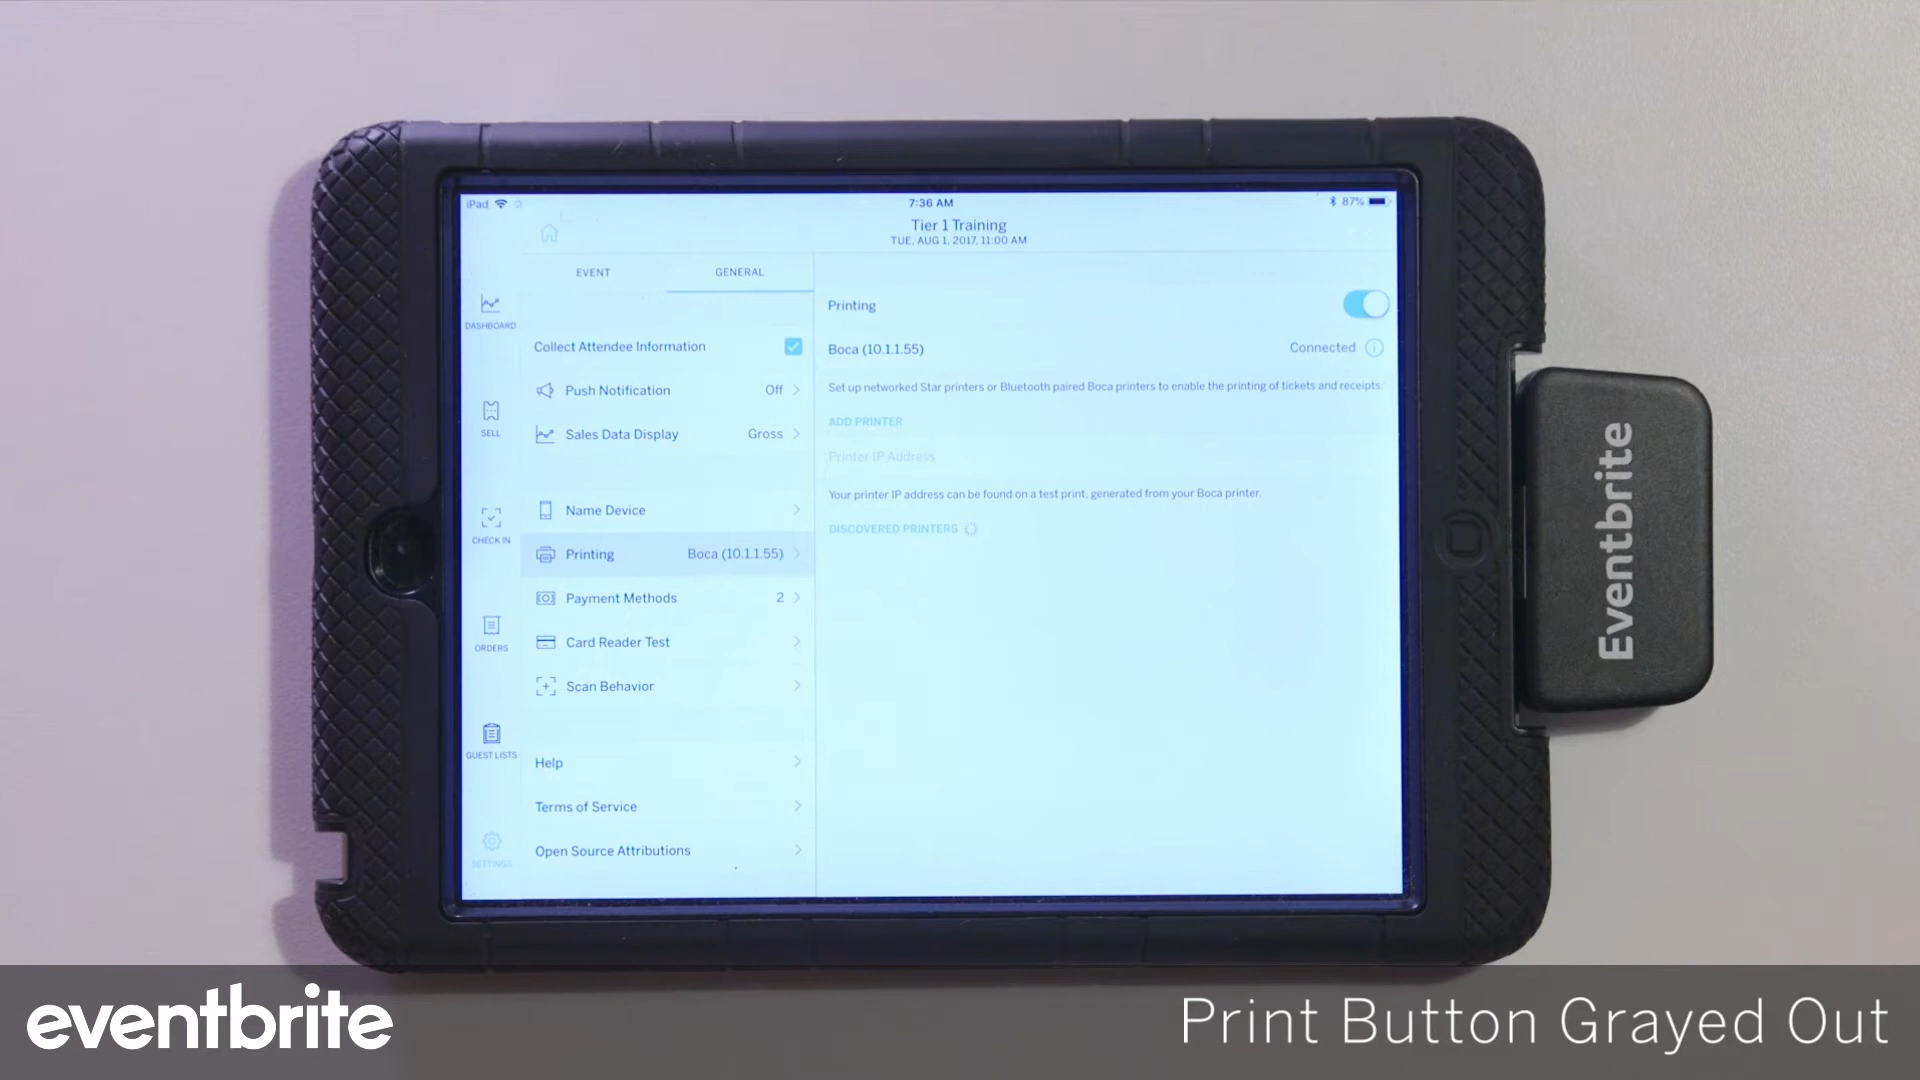 iPad
7:36 AM
87%
Tier 1 Training
TUE, AUG 1, 2017, 11:00 AM
EVENT
GENERAL
DASHBOARD
SELL
CHECK IN
ORDERS
GUEST LISTS
SETTINGS
Collect Attendee Information
Push Notification Off
Sales Data Display Gross
Name Device
Printing Boca (10.1.1.55)
Payment Methods 2
Card Reader Test
Scan Behavior
Help
Terms of Service
Open Source Attributions
Printing
Boca (10.1.1.55) Connected
Set up networked Star printers or Bluetooth paired Boca printers to enable the printing of tickets and receipts.
ADD PRINTER
Printer IP Address
Your printer IP address can be found on a test print, generated from your Boca printer.
DISCOVERED PRINTERS
Eventbrite
eventbrite
Print Button Grayed Out